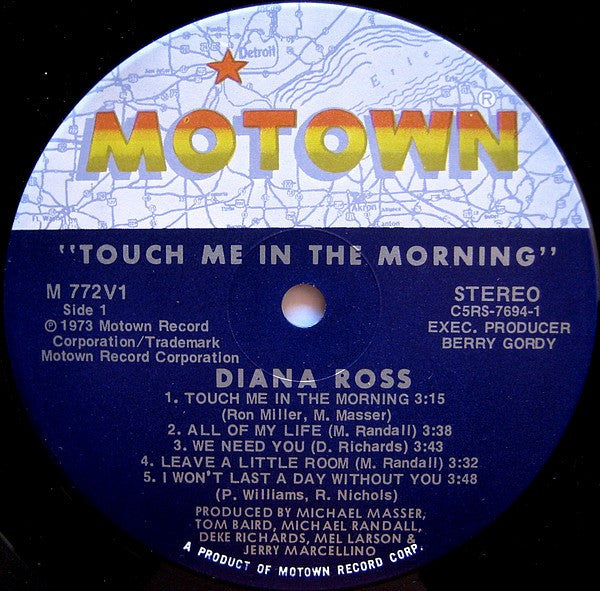 Detroit
Erie
MOTOWN®
Akron
Canton
"TOUCH ME IN THE MORNING"
M 772V1
Side 1
℗ 1973 Motown Record
Corporation/Trademark
Motown Record Corporation
STEREO
C5RS-7694-1
EXEC. PRODUCER
BERRY GORDY
DIANA ROSS
1. TOUCH ME IN THE MORNING 3:15
(Ron Miller, M. Masser)
2. ALL OF MY LIFE (M. Randall) 3:38
3. WE NEED YOU (D. Richards) 3:43
4. LEAVE A LITTLE ROOM (M. Randall) 3:32
5. I WON'T LAST A DAY WITHOUT YOU 3:48
(P. Williams, R. Nichols)
PRODUCED BY MICHAEL MASSER,
TOM BAIRD, MICHAEL RANDALL,
DEKE RICHARDS, MEL LARSON &
JERRY MARCELLINO
A PRODUCT OF MOTOWN RECORD CORP.